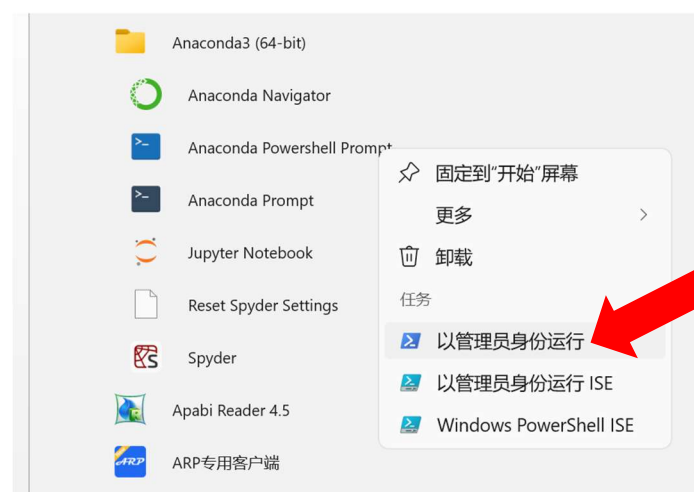 Anaconda3 (64-bit)
Anaconda Navigator
Anaconda Powershell Prompt
Anaconda Prompt
Jupyter Notebook
Reset Spyder Settings
Spyder
Apabi Reader 4.5
ARP
ARP专用客户端
固定到“开始”屏幕
更多
卸载
任务
以管理员身份运行
以管理员身份运行 ISE
Windows PowerShell ISE